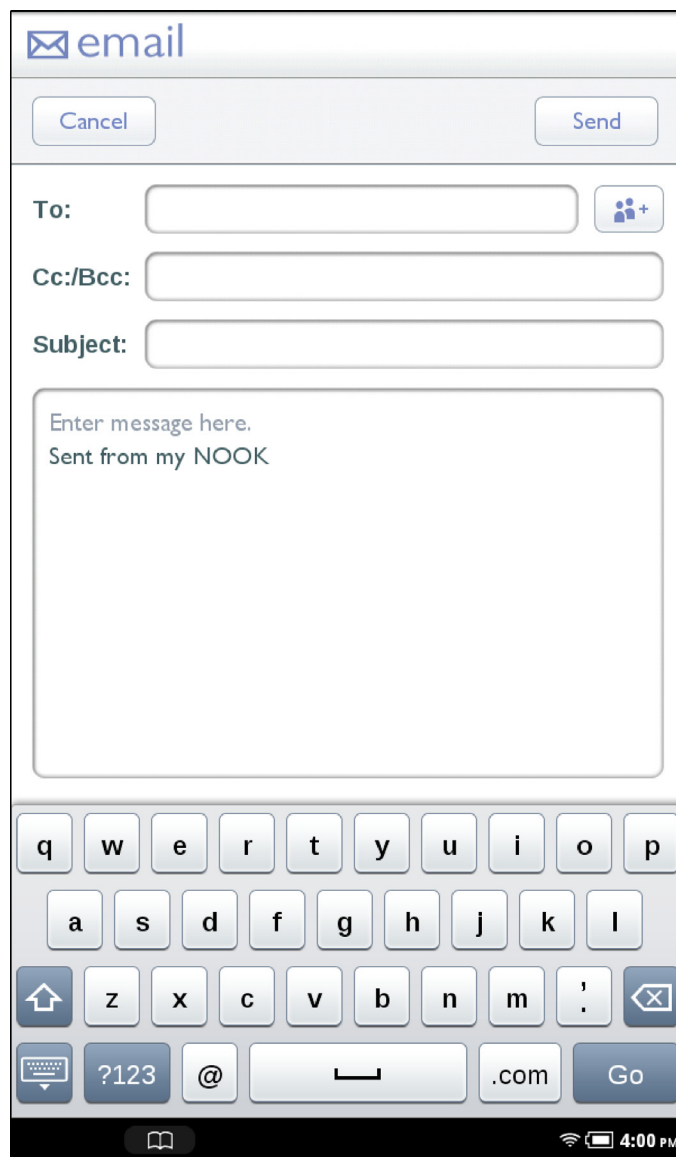 email
Cancel Send
To:
Cc:/Bcc:
Subject:
Enter message here.
Sent from my NOOK
q w e r t y u i o p
a s d f g h j k l
z x c v b n m , .
?123 @ .com Go
4:00 PM